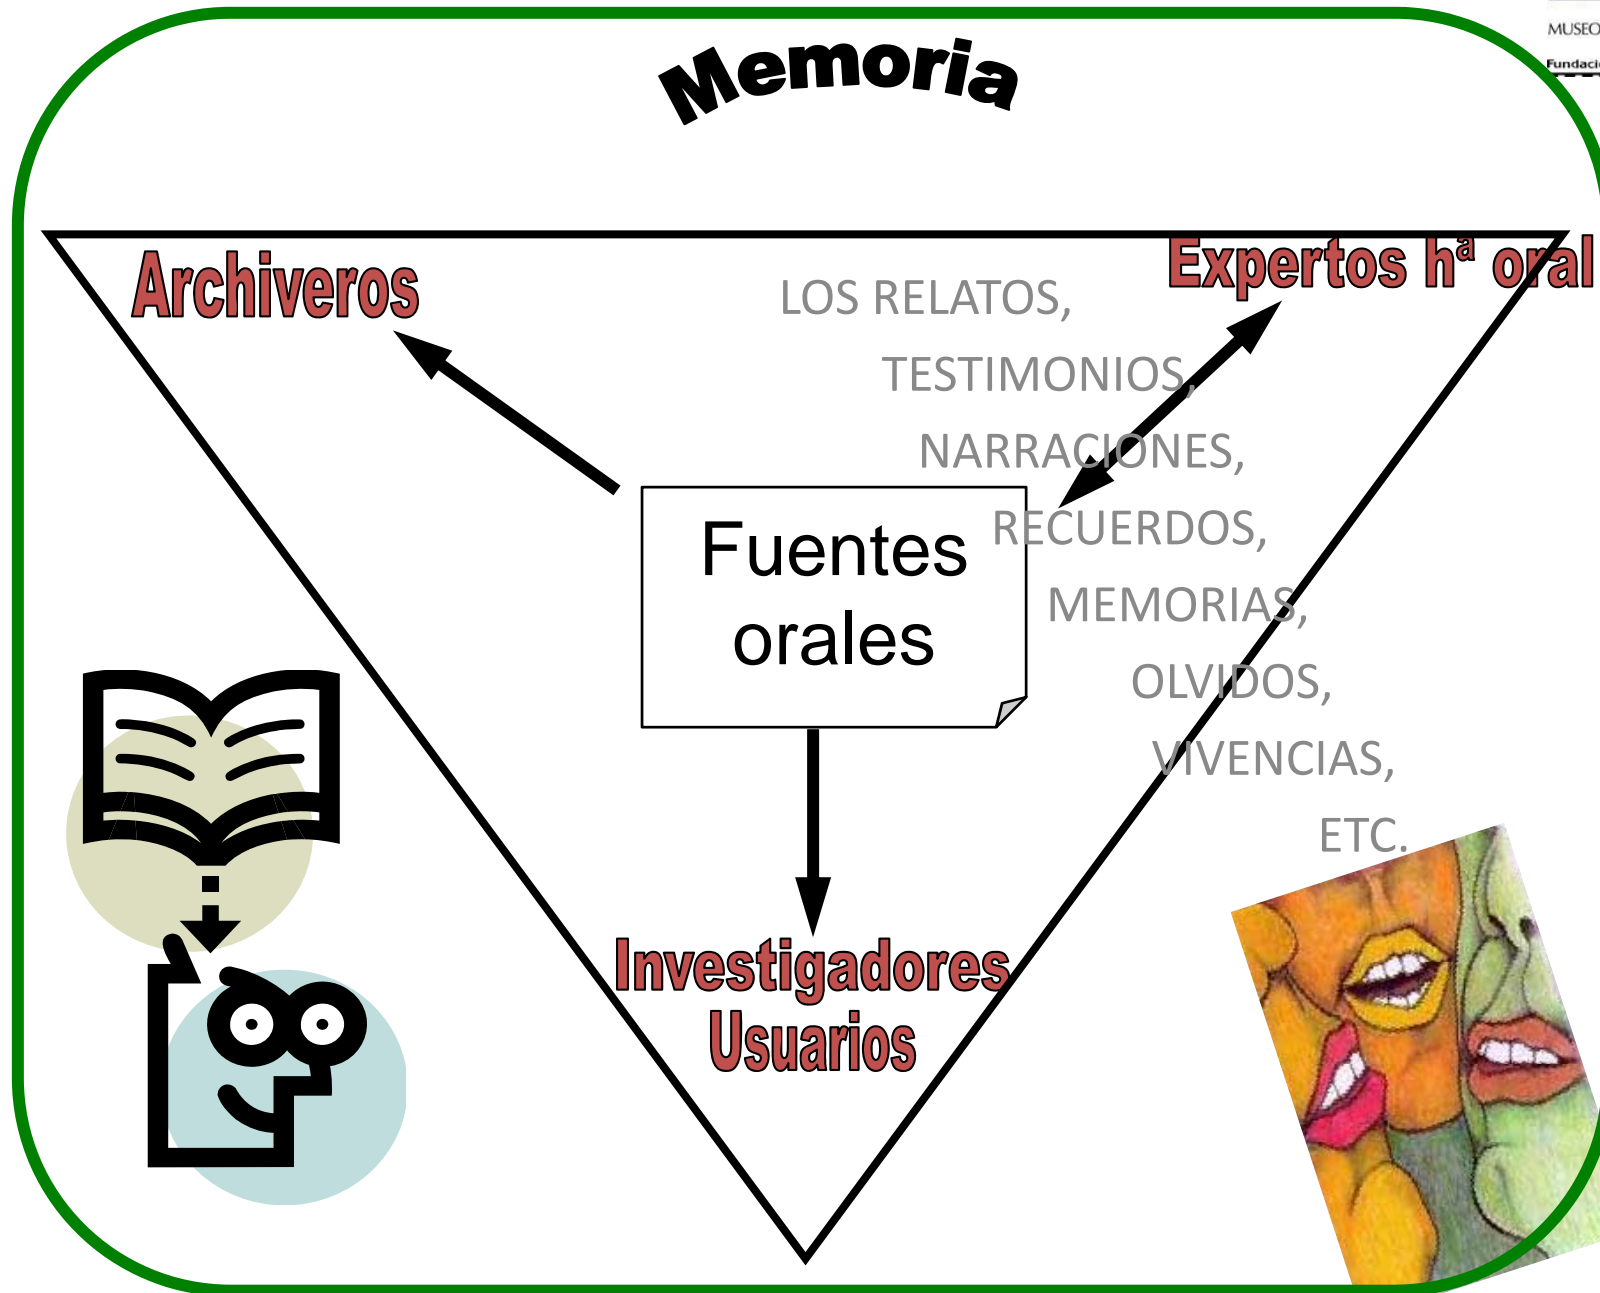 MUSEO
Memoria
Archiveros
Expertos hª oral
LOS RELATOS,
TESTIMONIOS,
NARRACIONES,
RECUERDOS,
MEMORIAS,
OLVIDOS,
VIVENCIAS,
ETC.
Fuentes
orales
Investigadores
Usuarios